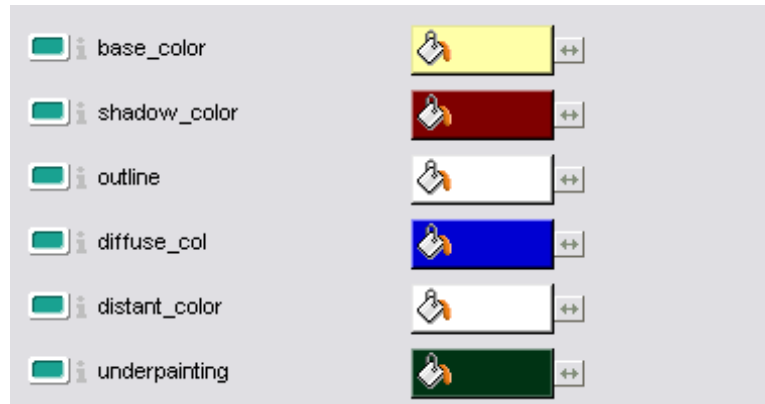 base_color
shadow_color
outline
diffuse_col
distant_color
underpainting